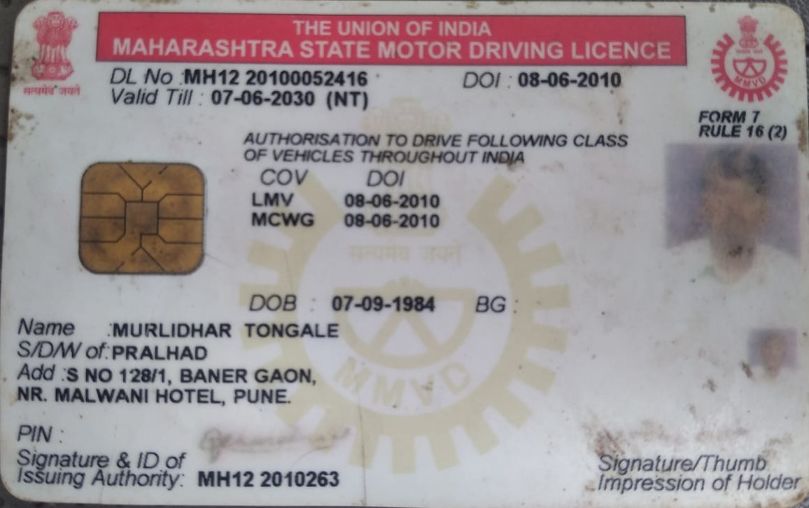 THE UNION OF INDIA
MAHARASHTRA STATE MOTOR DRIVING LICENCE
सत्यमेव जयते
MMVD
DL No : MH12 20100052416 DOI : 08-06-2010
Valid Till : 07-06-2030 (NT)
FORM 7
RULE 16 (2)
AUTHORISATION TO DRIVE FOLLOWING CLASS
OF VEHICLES THROUGHOUT INDIA
COV DOI
LMV 08-06-2010
MCWG 08-06-2010
सत्यमेव जयते
DOB : 07-09-1984 BG :
Name : MURLIDHAR TONGALE
S/D/W of: PRALHAD
Add : S NO 128/1, BANER GAON,
NR. MALWANI HOTEL, PUNE.
MMVD
PIN :
Signature & ID of
Issuing Authority: MH12 2010263
Signature/Thumb
Impression of Holder